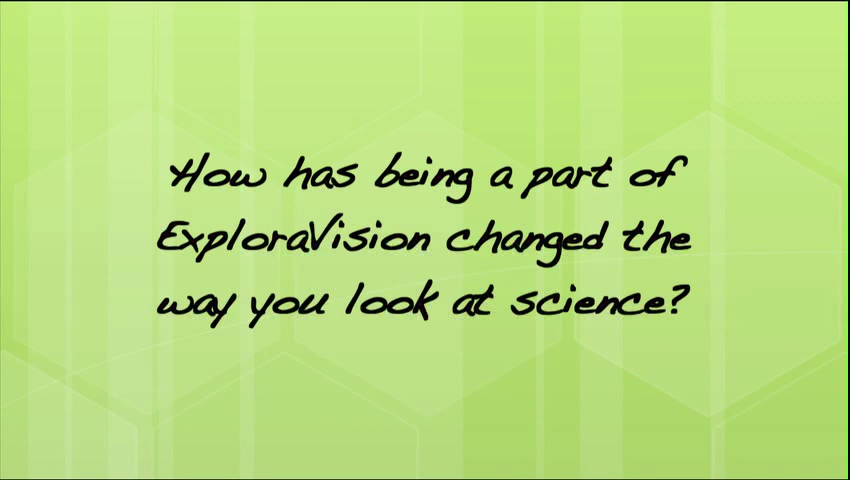 How has being a part of
ExploraVision changed the
way you look at science?